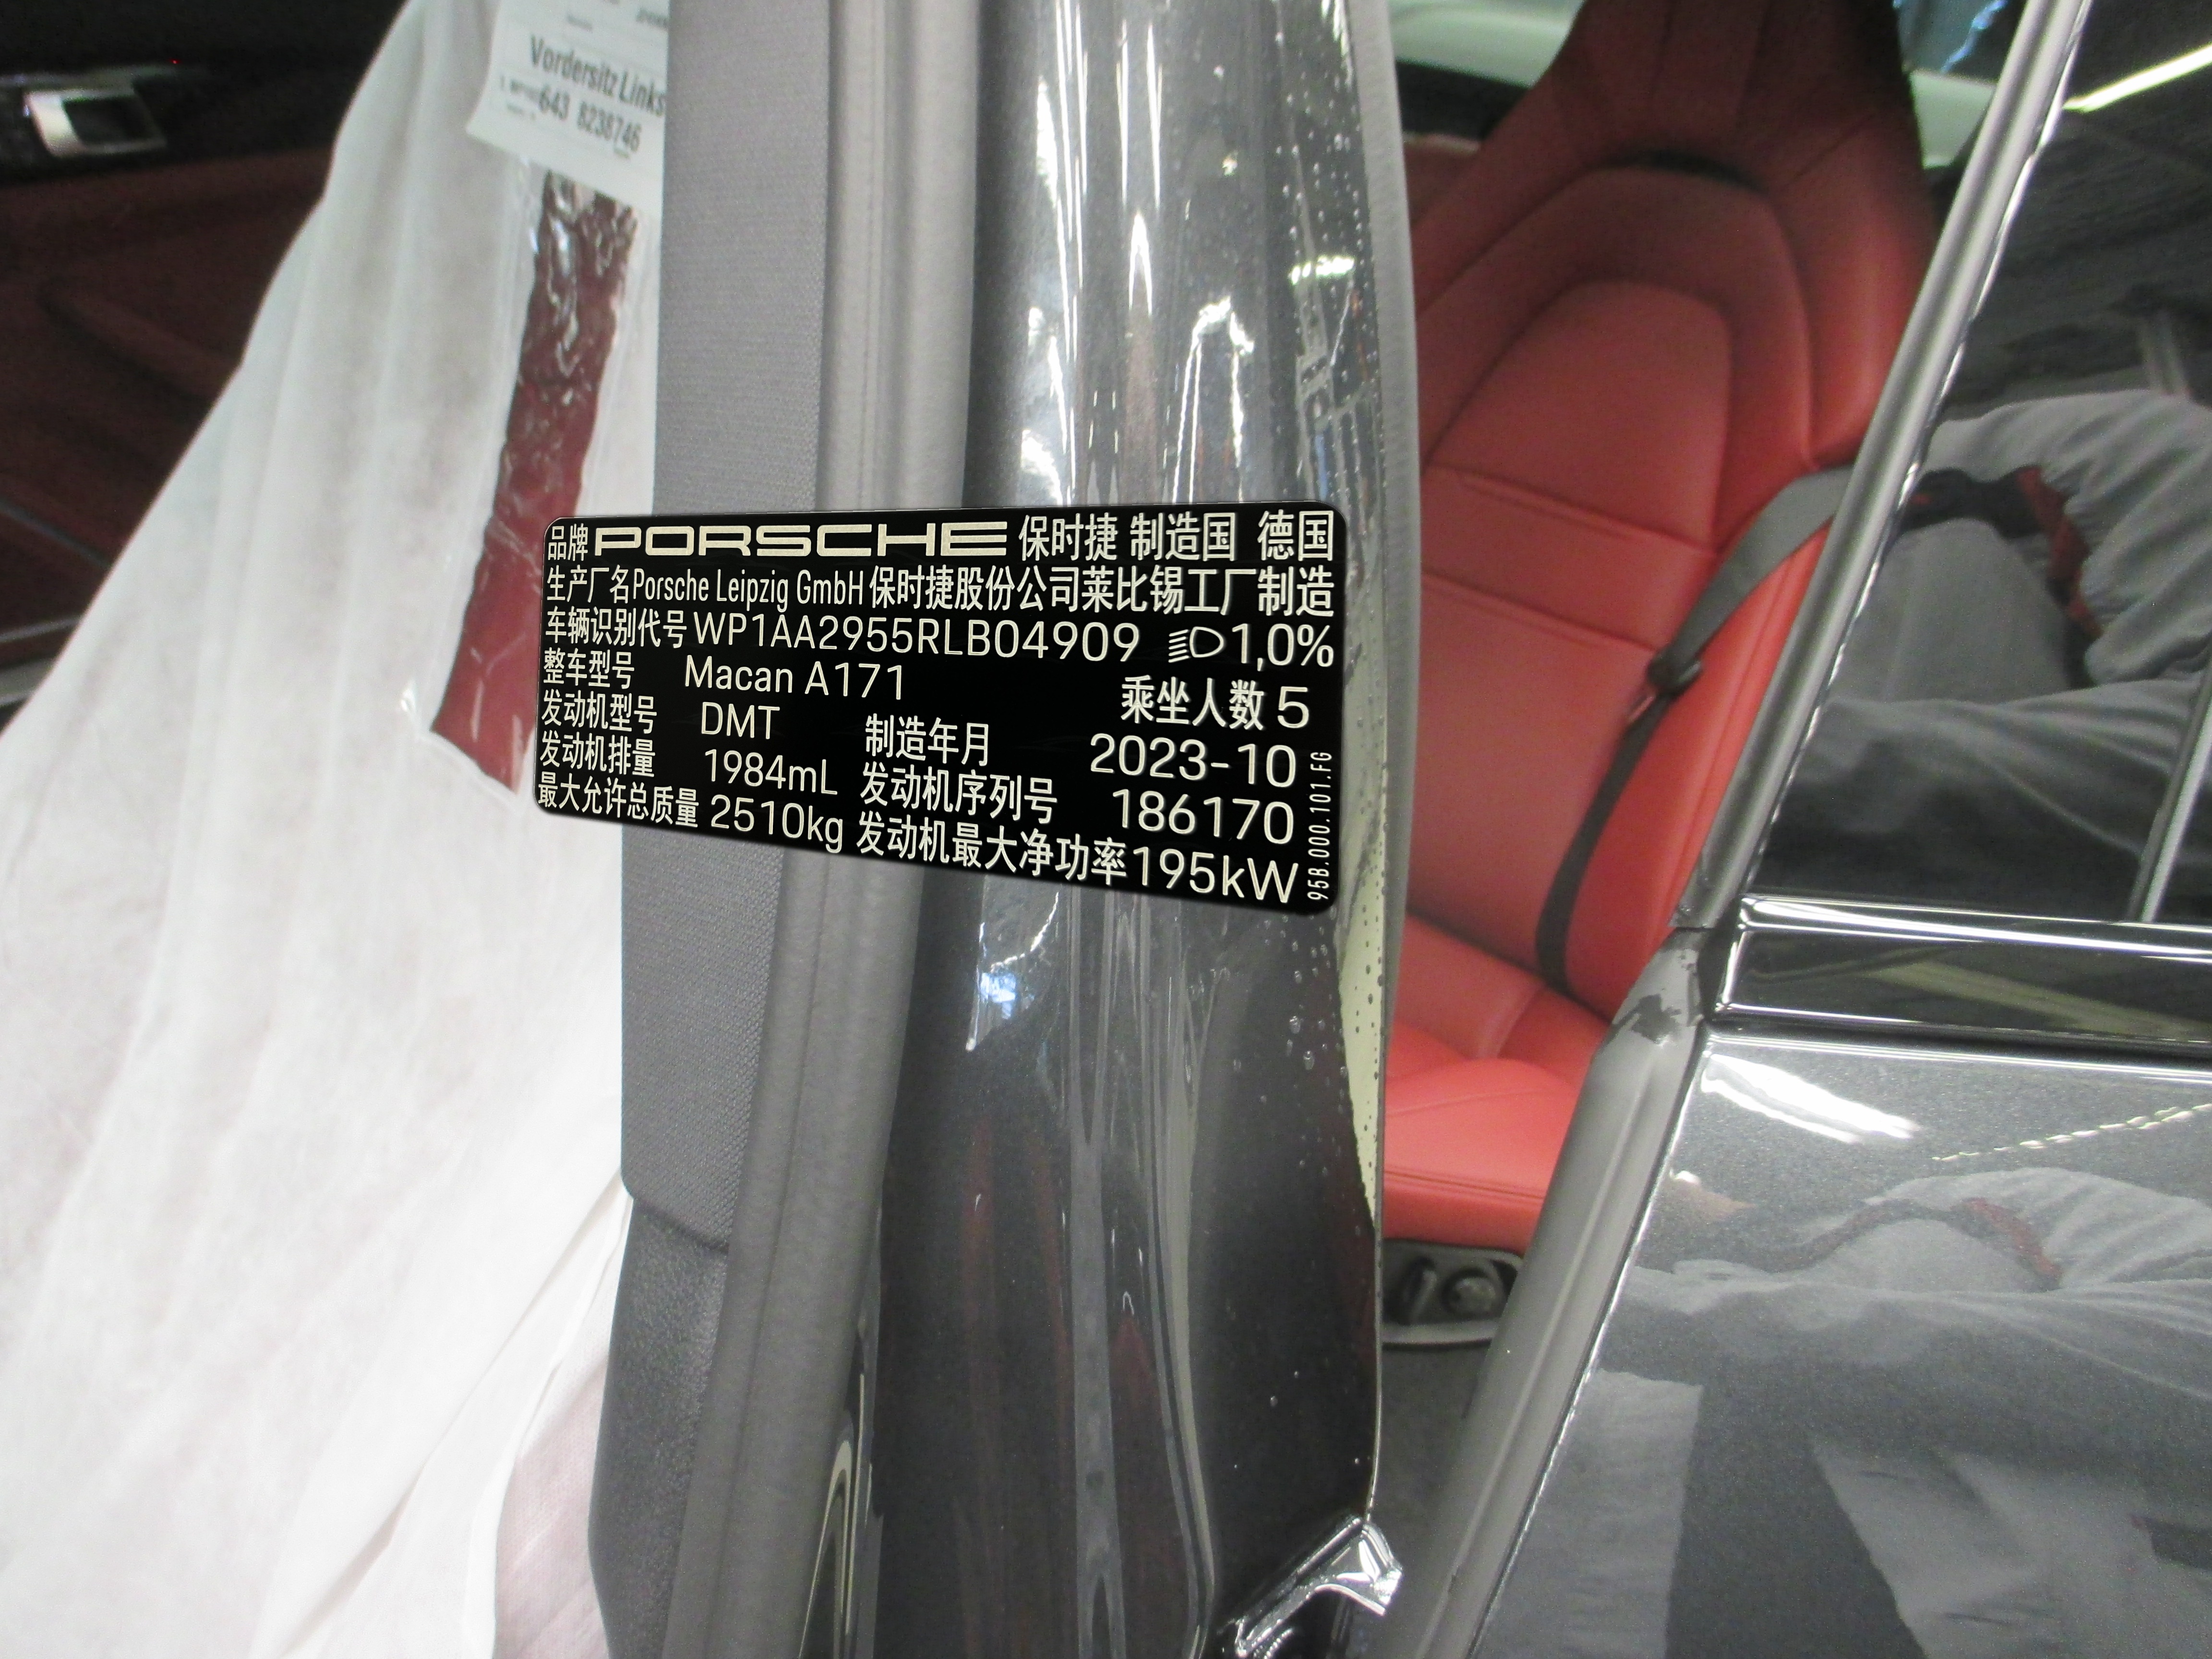 Vordersitz Links
643 8238746
品牌 PORSCHE 保时捷 制造国 德国
生产厂名Porsche Leipzig GmbH 保时捷股份公司莱比锡工厂制造
车辆识别代号 WP1AA2955RLB04909 1,0%
整车型号 Macan A171 乘坐人数 5
发动机型号 DMT 制造年月 2023-10
发动机排量 1984mL 发动机序列号 186170
最大允许总质量 2510kg 发动机最大净功率195kW
95B.000.101.FG